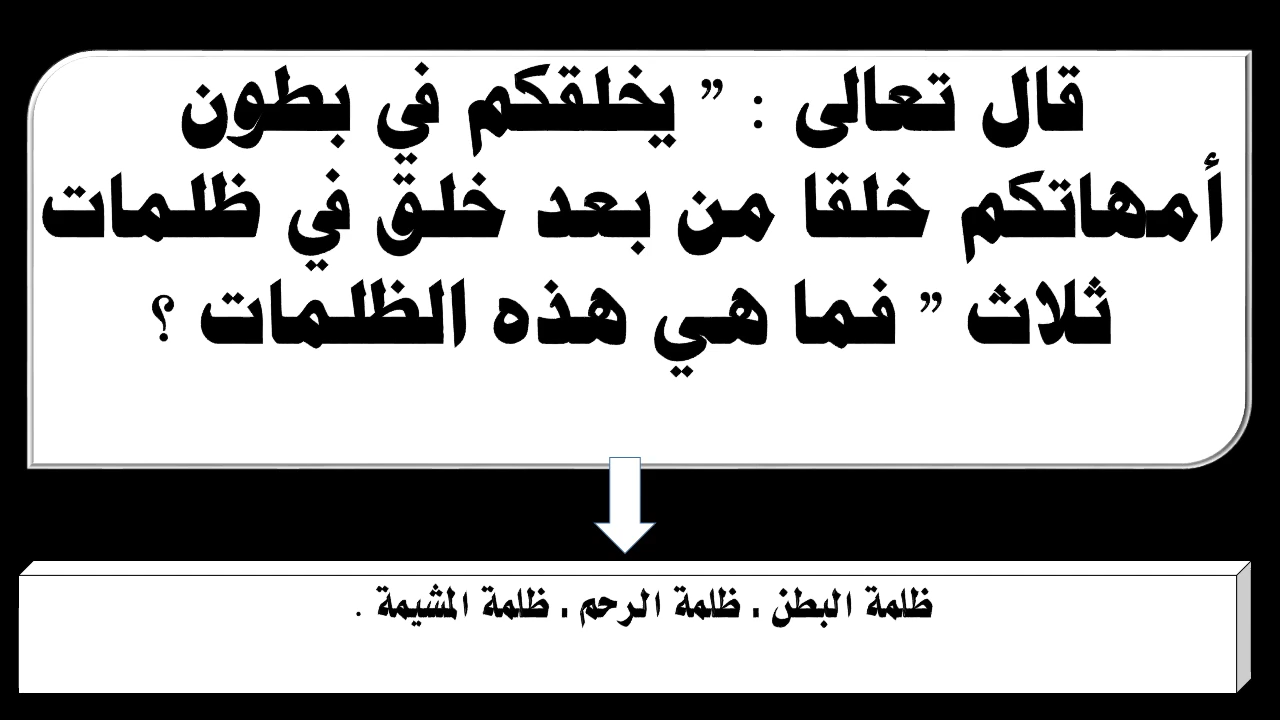 قال تعالى : ” يخلقكم في بطون
أمهاتكم خلقا من بعد خلق في ظلمات
ثلاث ” فما هي هذه الظلمات ؟
ظلمة البطن ، ظلمة الرحم ، ظلمة المشيمة .